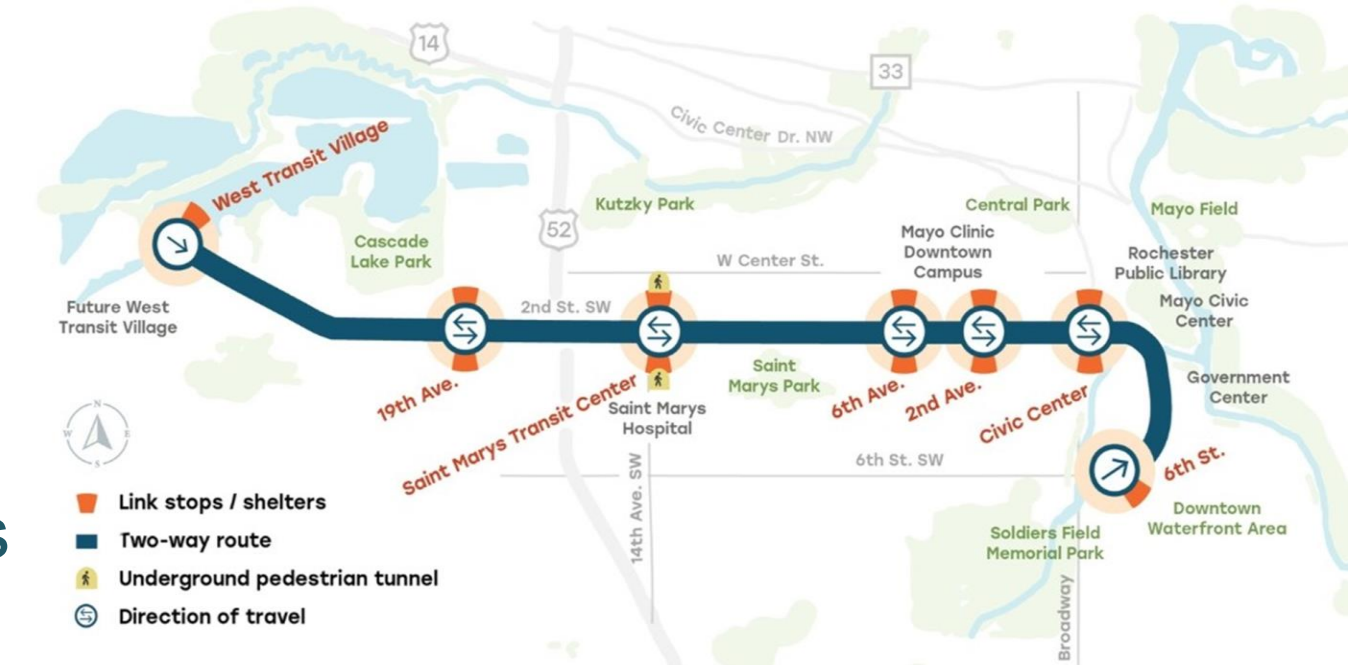 14
33
Civic Center Dr. NW
West Transit Village
Kutzky Park
Central Park
Mayo Field
52
Cascade
Lake Park
Mayo Clinic
Downtown
Campus
W Center St.
Rochester
Public Library
Future West
Transit Village
2nd St. SW
Mayo Civic
Center
Saint
Marys Park
Government
Center
19th Ave.
Saint Marys Transit Center
Saint Marys
Hospital
6th Ave.
2nd Ave.
Civic Center
N
W
E
S
6th St. SW
6th St.
14th Ave. SW
Link stops / shelters
Two-way route
Underground pedestrian tunnel
Direction of travel
Downtown
Waterfront Area
Soldiers Field
Memorial Park
Broadway
s